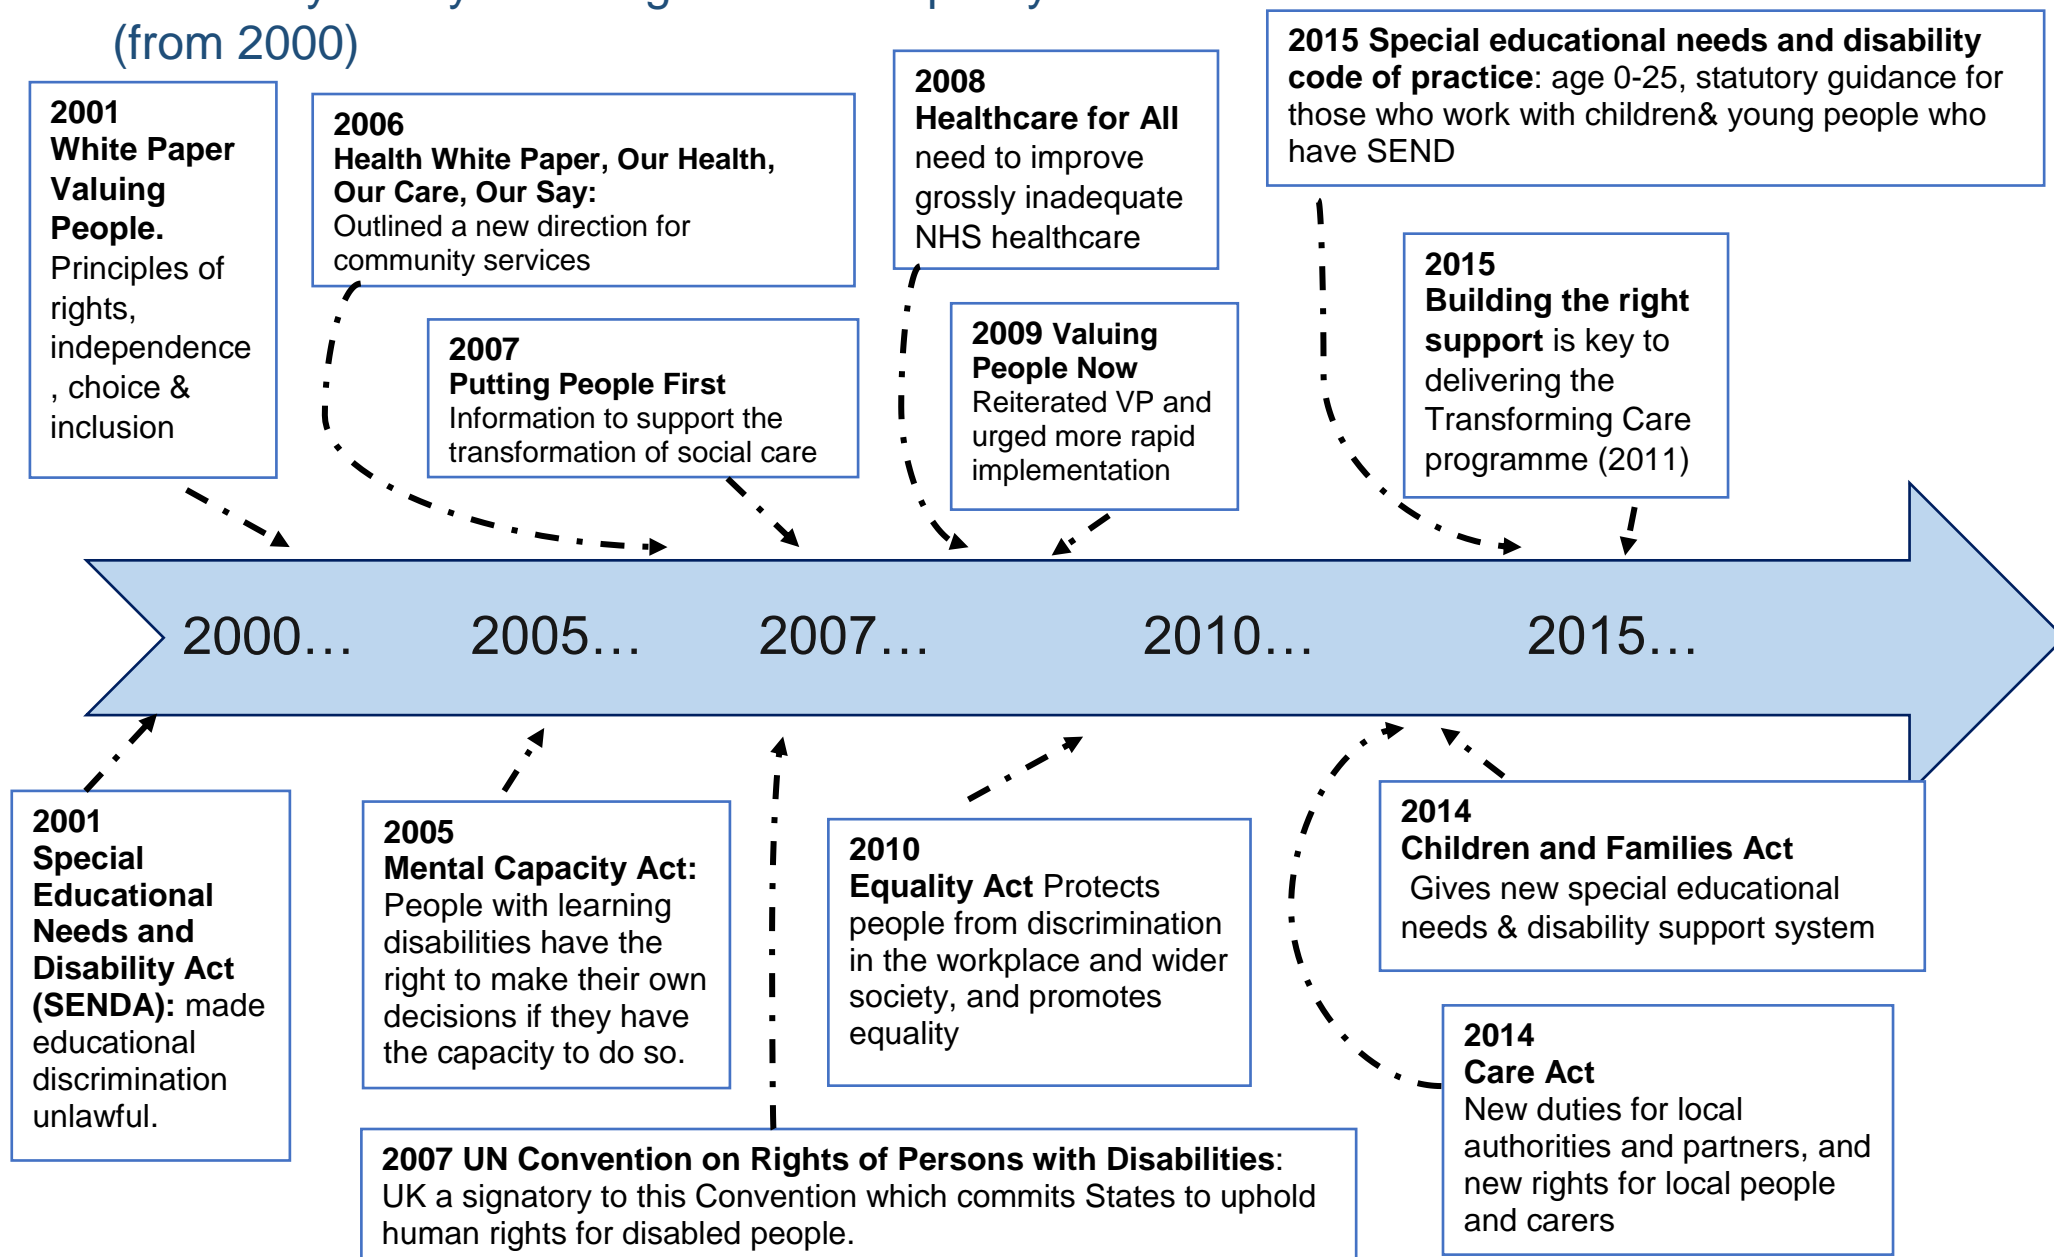 (from 2000)
2001
White Paper
Valuing
People.
Principles of
rights,
independence
, choice &
inclusion
2006
Health White Paper, Our Health,
Our Care, Our Say:
Outlined a new direction for
community services
2007
Putting People First
Information to support the
transformation of social care
2008
Healthcare for All
need to improve
grossly inadequate
NHS healthcare
2009 Valuing
People Now
Reiterated VP and
urged more rapid
implementation
2015 Special educational needs and disability
code of practice: age 0-25, statutory guidance for
those who work with children& young people who
have SEND
2015
Building the right
support is key to
delivering the
Transforming Care
programme (2011)
2000…
2005…
2007…
2010…
2015…
2001
Special
Educational
Needs and
Disability Act
(SENDA): made
educational
discrimination
unlawful.
2005
Mental Capacity Act:
People with learning
disabilities have the
right to make their own
decisions if they have
the capacity to do so.
2007 UN Convention on Rights of Persons with Disabilities:
UK a signatory to this Convention which commits States to uphold
human rights for disabled people.
2010
Equality Act Protects
people from discrimination
in the workplace and wider
society, and promotes
equality
2014
Children and Families Act
Gives new special educational
needs & disability support system
2014
Care Act
New duties for local
authorities and partners, and
new rights for local people
and carers